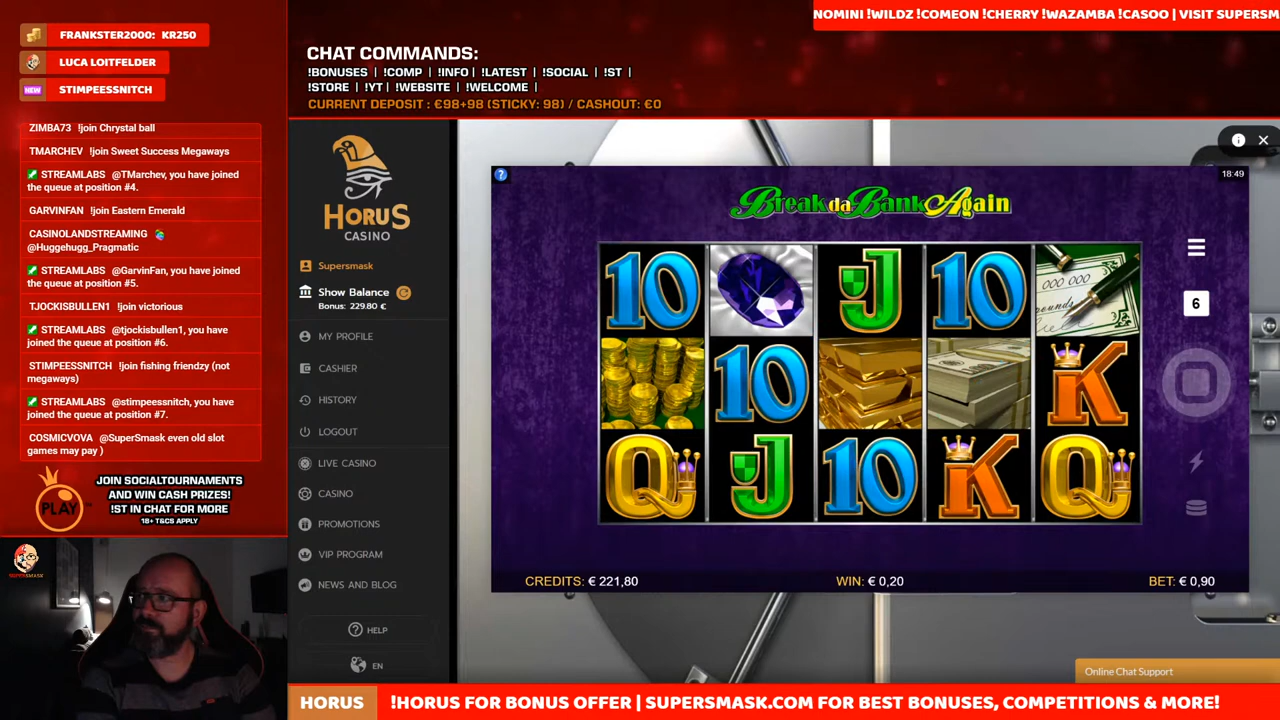 FRANKSTER2000: KR250
LUCA LOITFELDER
NEW
STIMPEESSNITCH
ZIMBA73 !join Chrystal ball
TMARCHEV !join Sweet Success Megaways
STREAMLABS @TMarchev, you have joined
the queue at position #4.
GARVINFAN !join Eastern Emerald
CASINOLANDSTREAMING
@Huggehugg_Pragmatic
STREAMLABS @GarvinFan, you have
joined the queue at position #5.
TJOCKISBULLEN1 !join victorious
STREAMLABS @tjockisbullen1, you have
joined the queue at position #6.
STIMPEESSNITCH !join fishing friendzy (not
megaways)
STREAMLABS @stimpeessnitch, you have
joined the queue at position #7.
COSMICVOVA @SuperSmask even old slot
games may pay )
PLAY
JOIN SOCIALTOURNAMENTS
AND WIN CASH PRIZES!
!ST IN CHAT FOR MORE
18+ T&CS APPLY
SUPERSMASK
NOMINI !WILDZ !COMEON !CHERRY !WAZAMBA !CASOO | VISIT SUPERSM
CHAT COMMANDS:
!BONUSES | !COMP | !INFO | !LATEST | !SOCIAL | !ST |
!STORE | !YT | !WEBSITE | !WELCOME |
CURRENT DEPOSIT : €98+98 (STICKY: 98) / CASHOUT: €0
HORUS
CASINO
Supersmask
Show Balance
Bonus: 229.80 €
MY PROFILE
CASHIER
HISTORY
LOGOUT
LIVE CASINO
CASINO
PROMOTIONS
VIP PROGRAM
NEWS AND BLOG
HELP
EN
?
18:49
Break da Bank Again
10 J 10 000 000
10 K
Q J 10 K Q
6
CREDITS: € 221,80
WIN: € 0,20
BET: € 0,90
Online Chat Support
HORUS
!HORUS FOR BONUS OFFER | SUPERSMASK.COM FOR BEST BONUSES, COMPETITIONS & MORE!